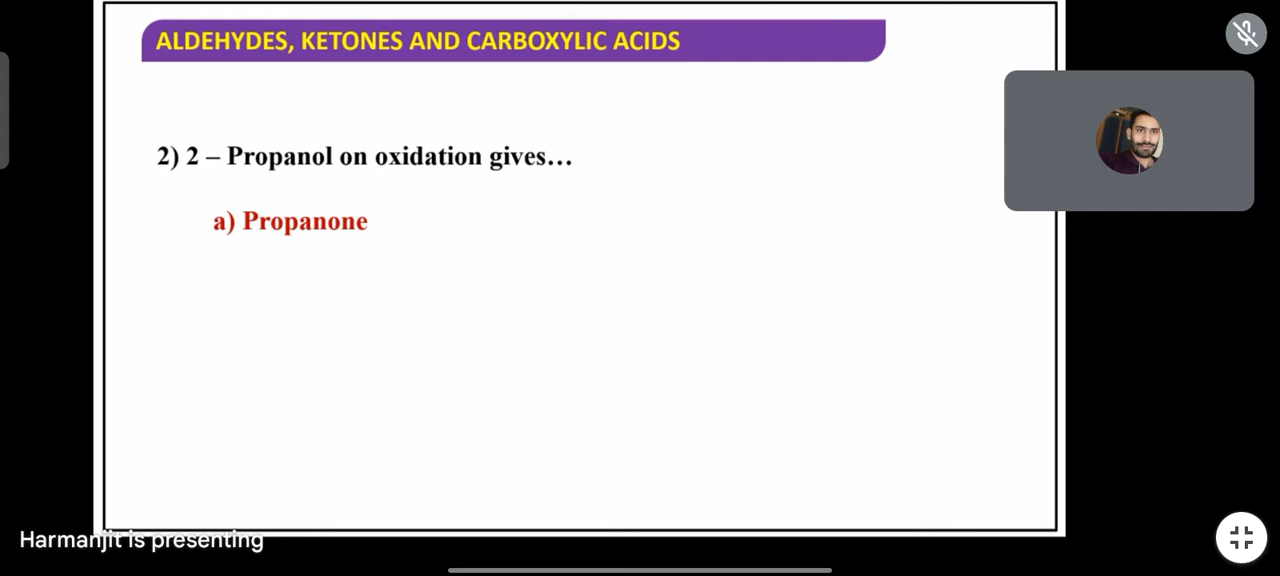 ALDEHYDES, KETONES AND CARBOXYLIC ACIDS
2) 2 – Propanol on oxidation gives...
a) Propanone
Harmanjit is presenting